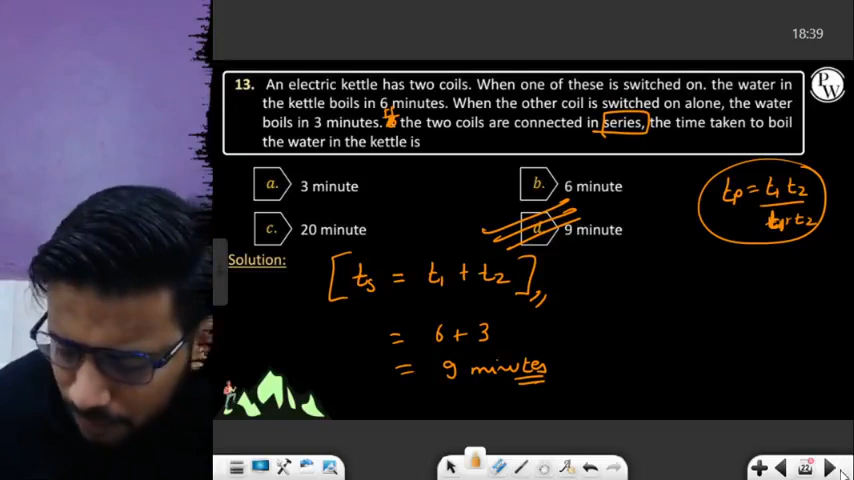 18:39
13. An electric kettle has two coils. When one of these is switched on. the water in
the kettle boils in 6 minutes. When the other coil is switched on alone, the water
boils in 3 minutes. If the two coils are connected in series, the time taken to boil
the water in the kettle is
P
W
a. 3 minute
b. 6 minute
c. 20 minute
d. 9 minute
tp = t1 t2
t1+t2
Solution:
[ts = t1 + t2]
= 6 + 3
= 9 minutes
22